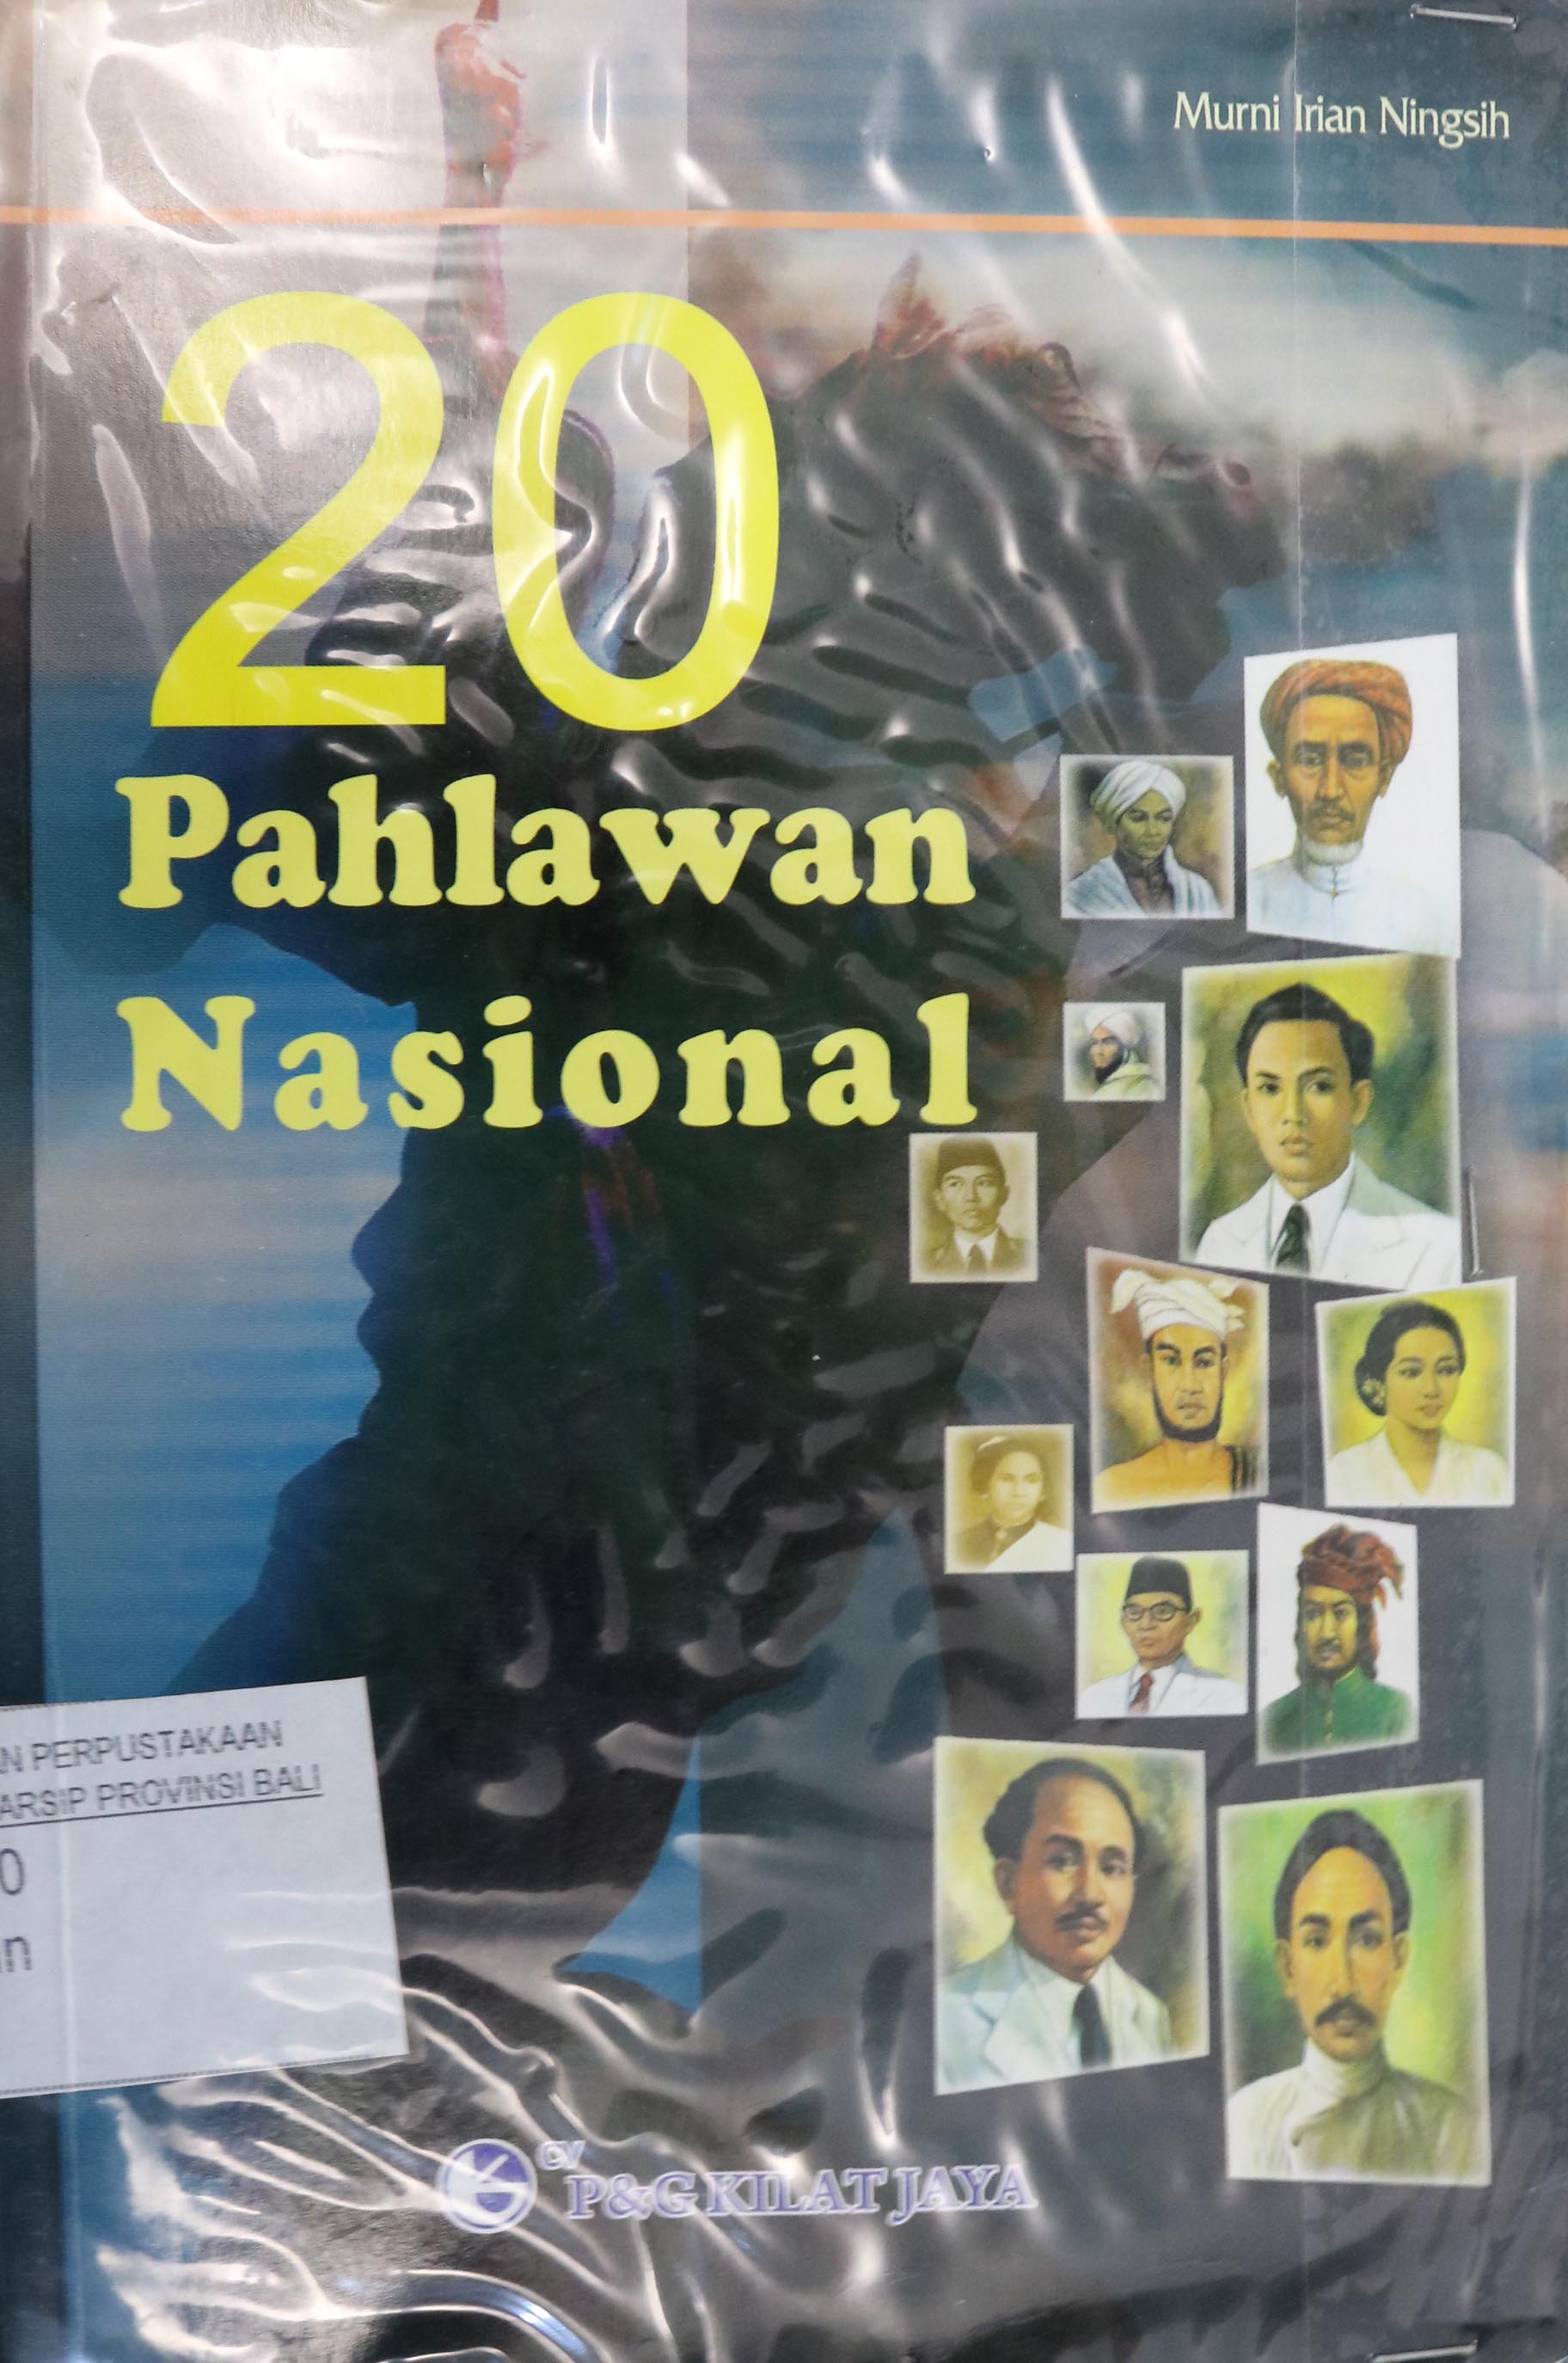 Murni Irian Ningsih
20
Pahlawan
Nasional
N PERPUSTAKAAN
ARSIP PROVINSI BALI
0
in
CV
P&G KILAT JAYA